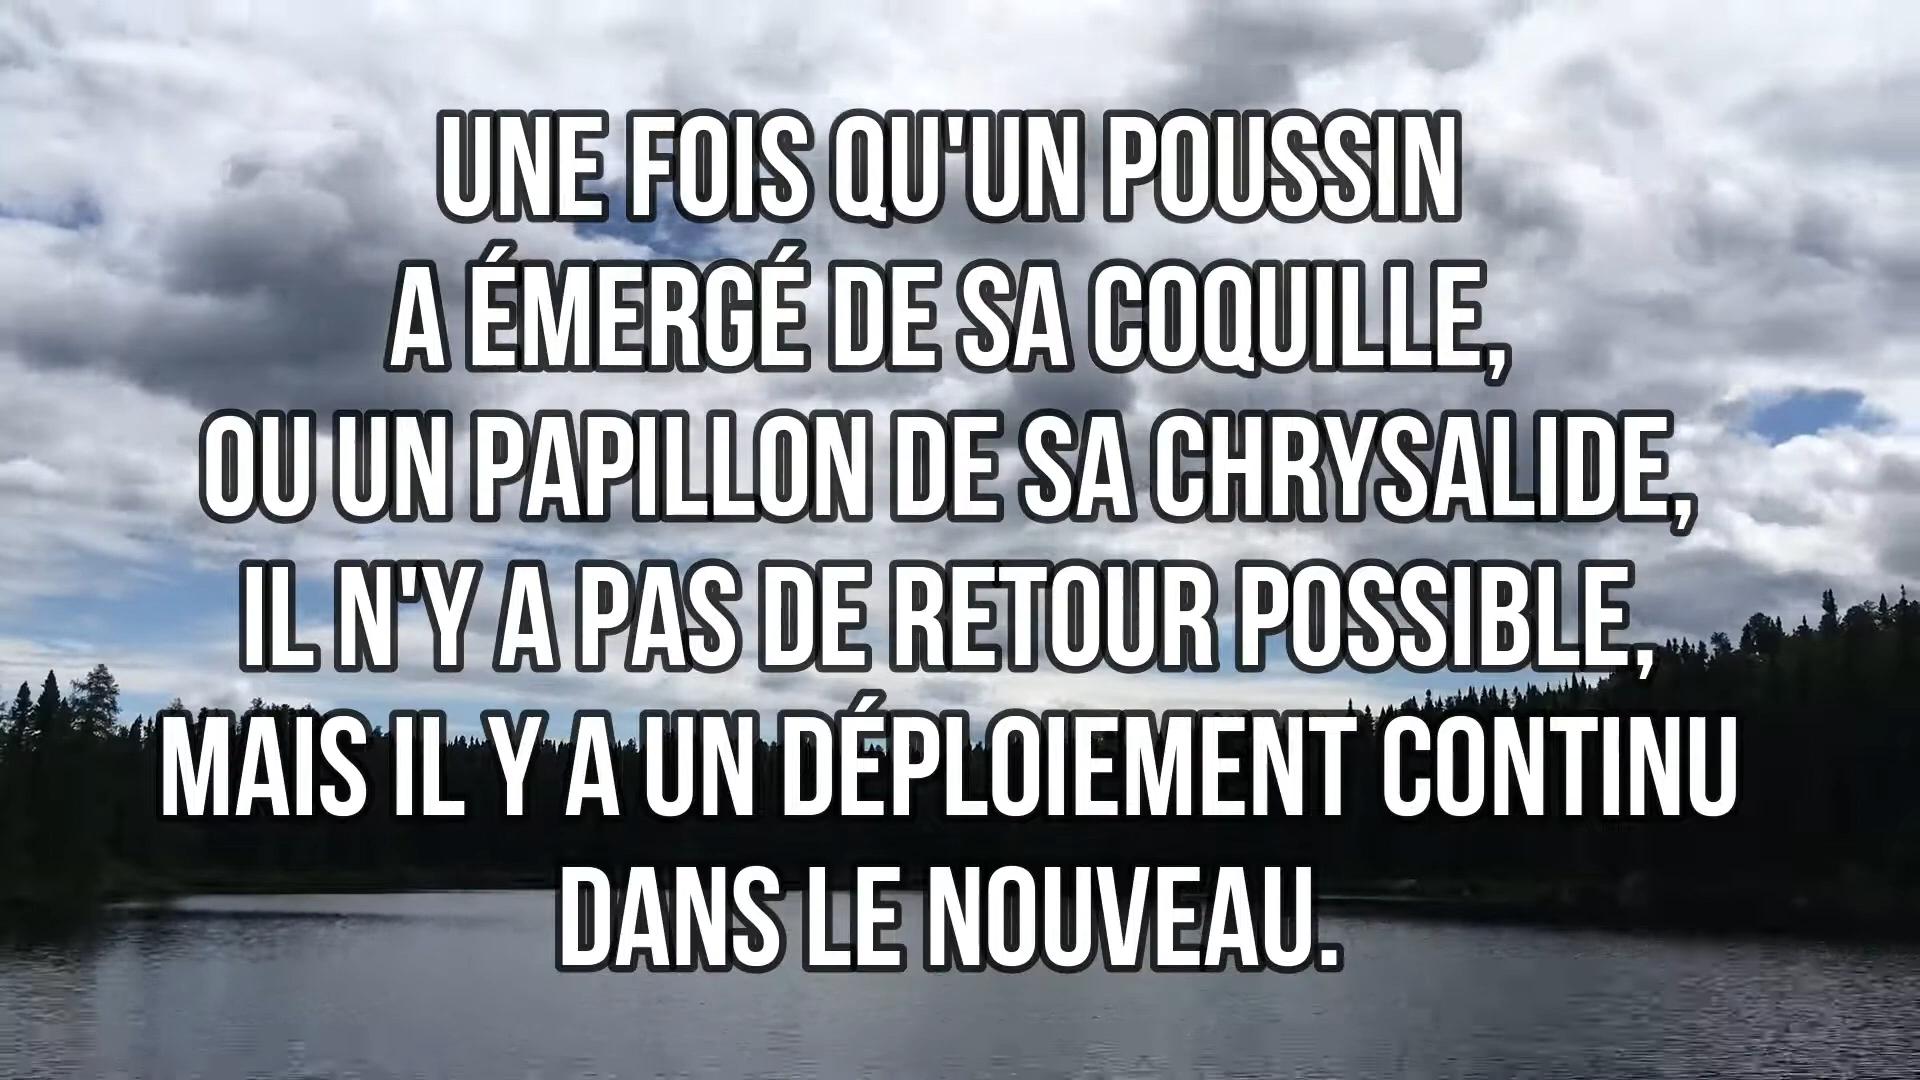 UNE FOIS QU'UN POUSSIN
A ÉMERGÉ DE SA COQUILLE,
OU UN PAPILLON DE SA CHRYSALIDE,
IL N'Y A PAS DE RETOUR POSSIBLE,
MAIS IL Y A UN DÉPLOIEMENT CONTINU
DANS LE NOUVEAU.